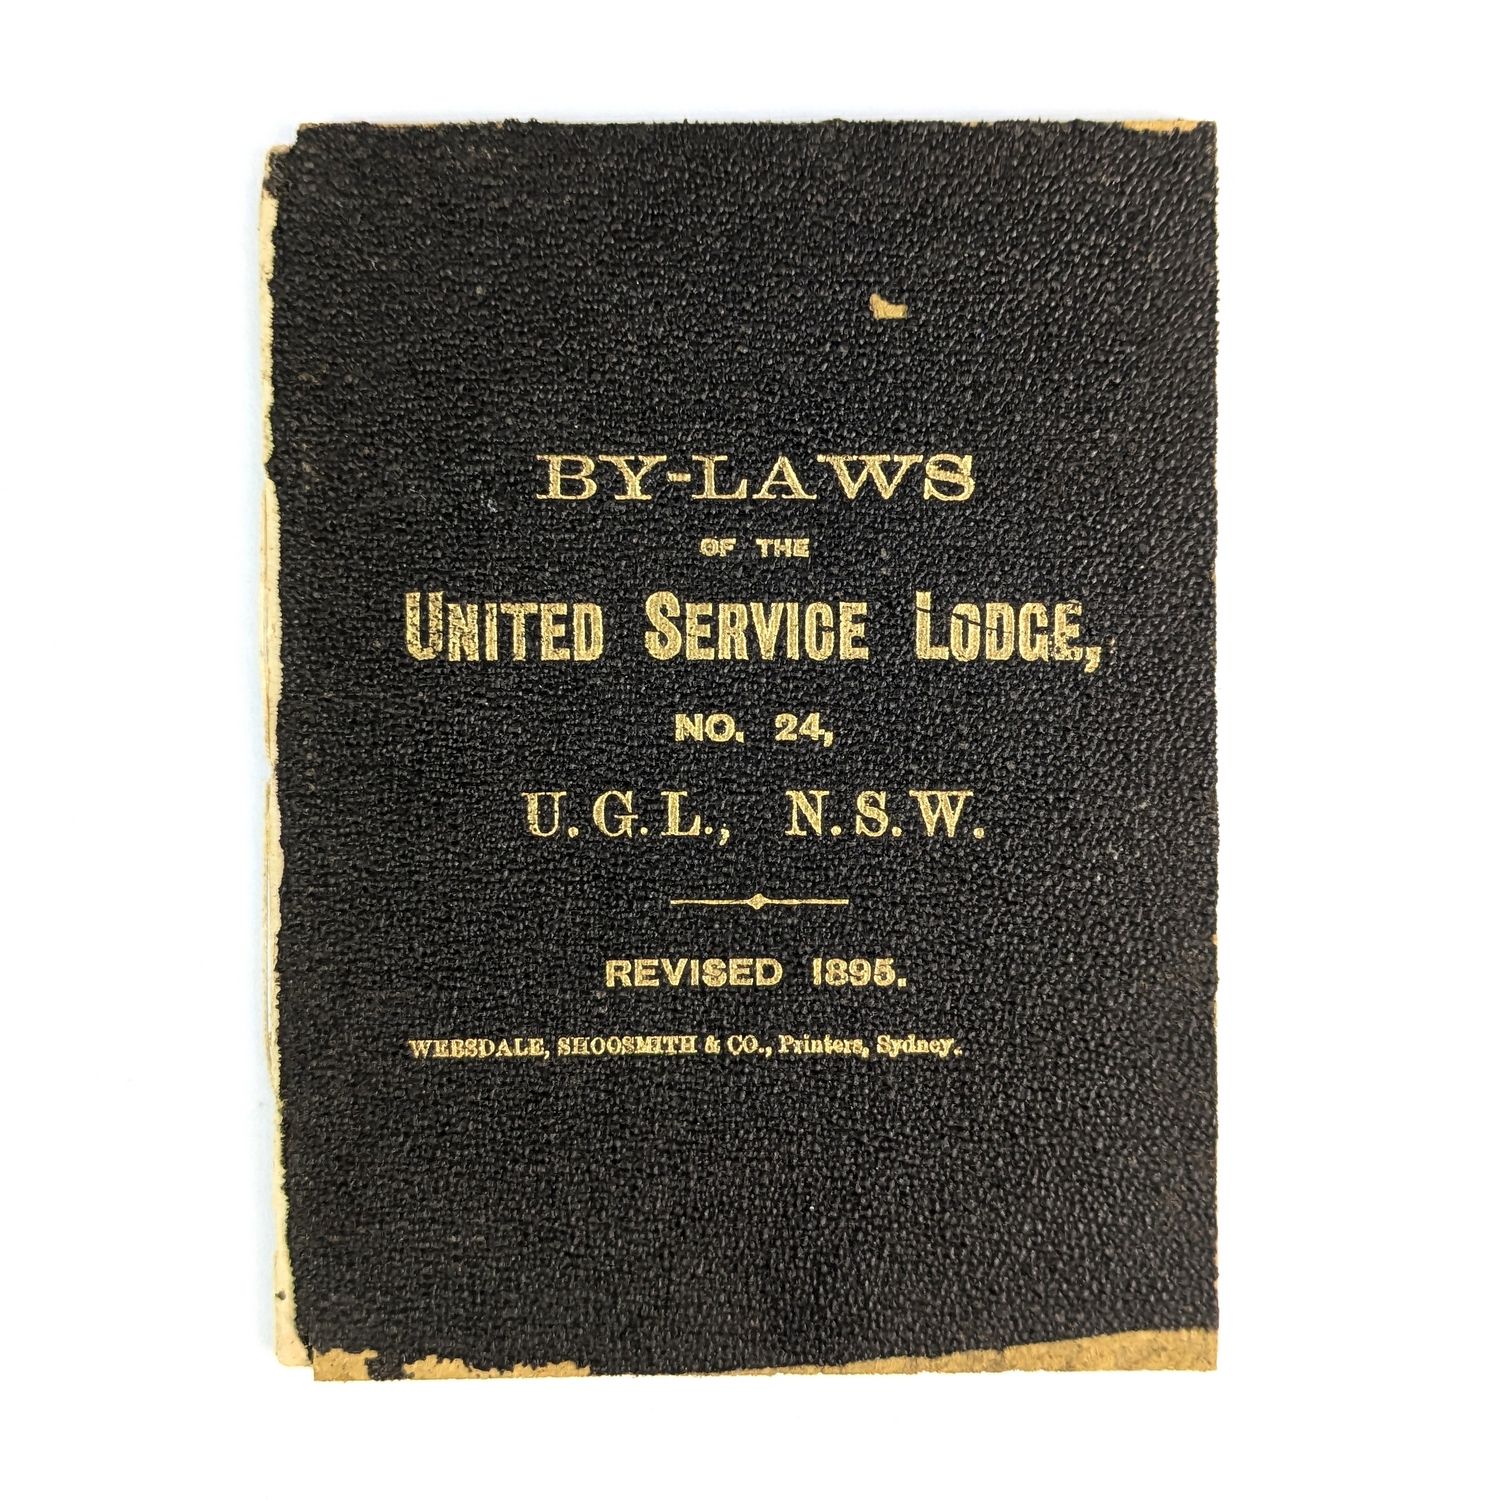 BY-LAWS
OF THE
UNITED SERVICE LODGE,
NO. 24,
U.G.L., N.S.W.
REVISED 1895.
WEBSDALE, SHOOSMITH & CO., Printers, Sydney.